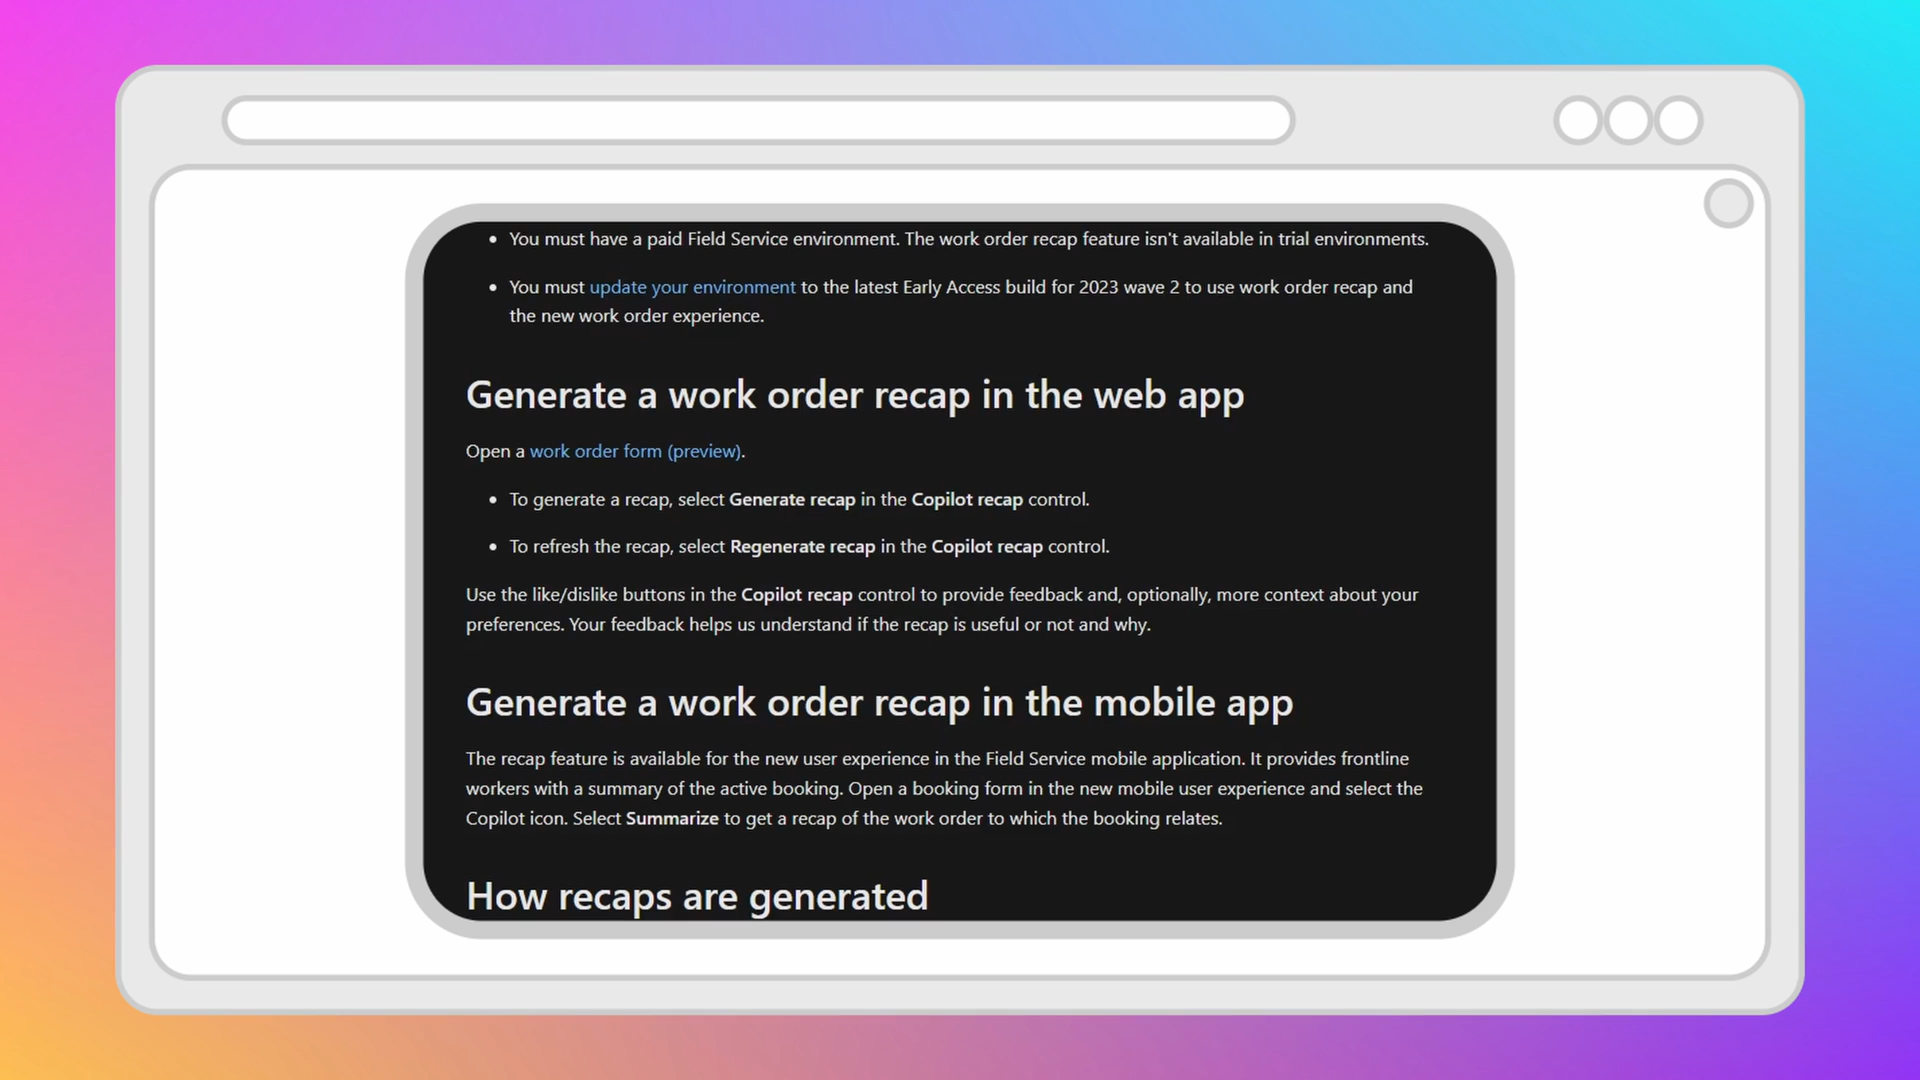 • You must have a paid Field Service environment. The work order recap feature isn't available in trial environments.
• You must update your environment to the latest Early Access build for 2023 wave 2 to use work order recap and
the new work order experience.
Generate a work order recap in the web app
Open a work order form (preview).
• To generate a recap, select Generate recap in the Copilot recap control.
• To refresh the recap, select Regenerate recap in the Copilot recap control.
Use the like/dislike buttons in the Copilot recap control to provide feedback and, optionally, more context about your
preferences. Your feedback helps us understand if the recap is useful or not and why.
Generate a work order recap in the mobile app
The recap feature is available for the new user experience in the Field Service mobile application. It provides frontline
workers with a summary of the active booking. Open a booking form in the new mobile user experience and select the
Copilot icon. Select Summarize to get a recap of the work order to which the booking relates.
How recaps are generated